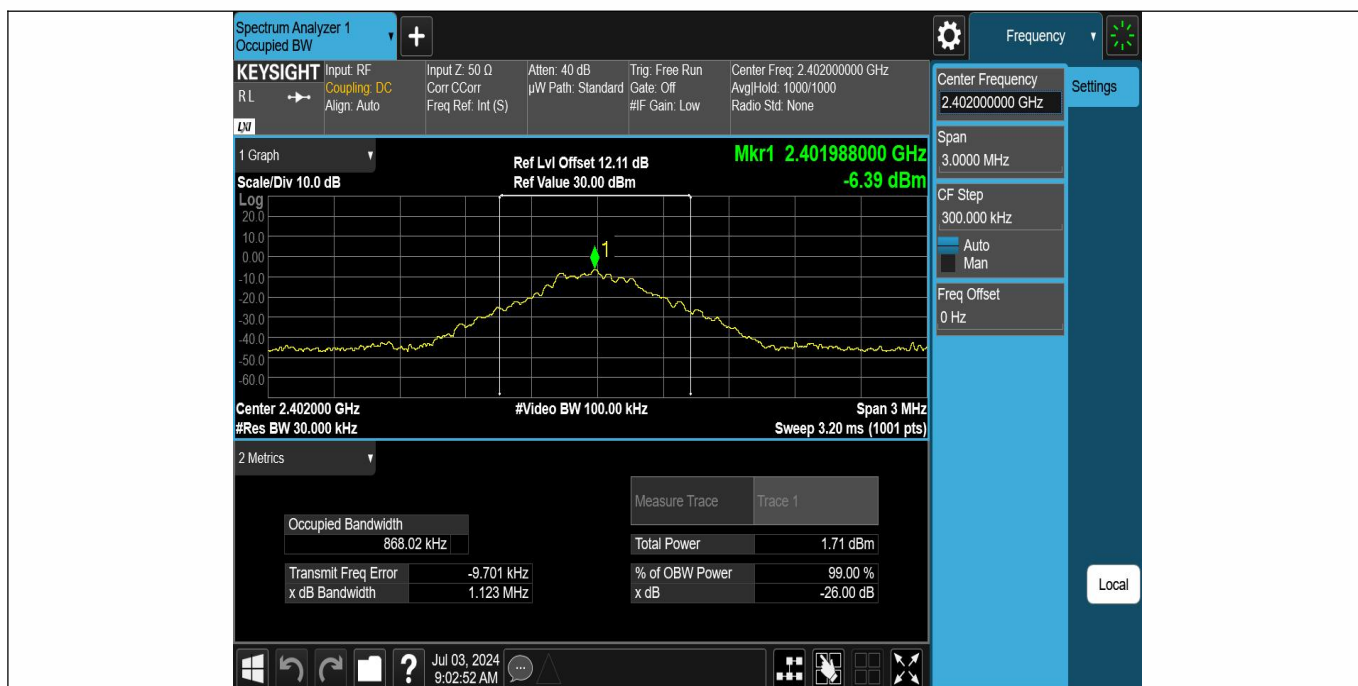 Spectrum Analyzer 1
Occupied BW
+
Frequency
KEYSIGHT
R L
LXI
Input: RF
Coupling: DC
Align: Auto
Input Z: 50 Ω
Corr CCorr
Freq Ref: Int (S)
Atten: 40 dB
µW Path: Standard
Trig: Free Run
Gate: Off
#IF Gain: Low
Center Freq: 2.402000000 GHz
Avg|Hold: 1000/1000
Radio Std: None
Center Frequency
2.402000000 GHz
Settings
Span
3.0000 MHz
CF Step
300.000 kHz
Auto
Man
Freq Offset
0 Hz
Local
1 Graph
Scale/Div 10.0 dB
Ref Lvl Offset 12.11 dB
Ref Value 30.00 dBm
Mkr1 2.401988000 GHz
-6.39 dBm
Log
20.0
10.0
0.00
-10.0
-20.0
-30.0
-40.0
-50.0
-60.0
1
Center 2.402000 GHz
#Res BW 30.000 kHz
#Video BW 100.00 kHz
Span 3 MHz
Sweep 3.20 ms (1001 pts)
2 Metrics
Measure Trace Trace 1
Occupied Bandwidth
868.02 kHz
Total Power 1.71 dBm
Transmit Freq Error -9.701 kHz
% of OBW Power 99.00 %
x dB Bandwidth 1.123 MHz
x dB -26.00 dB
?
Jul 03, 2024
9:02:52 AM